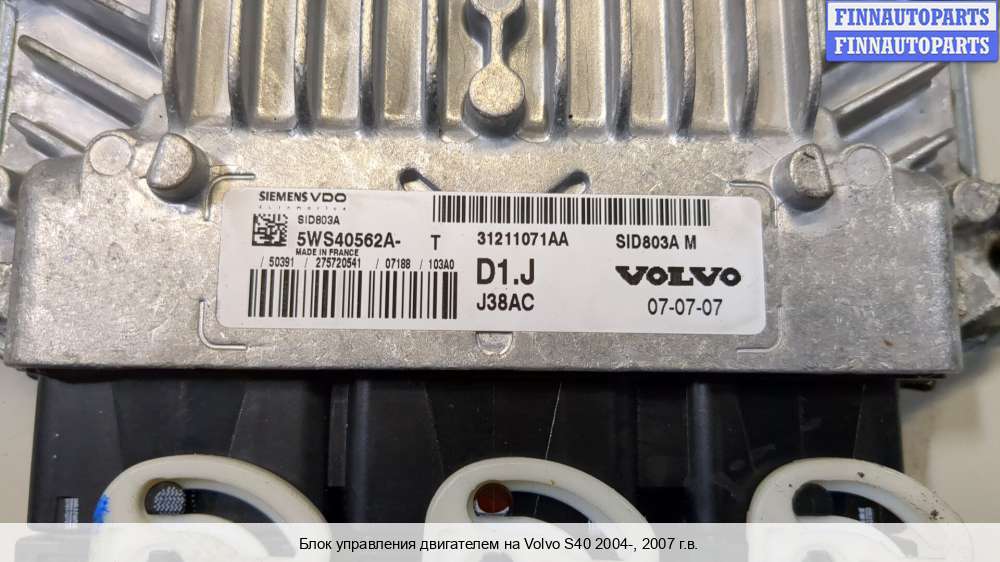 FINNAUTOPARTS
FINNAUTOPARTS
SIEMENS VDO
SID803A
5WS40562A- T
MADE IN FRANCE
/ 50391 / 275720541 / 07188 / 103A0
31211071AA SID803A M
D1.J VOLVO
J38AC 07-07-07
Блок управления двигателем на Volvo S40 2004-, 2007 г.в.